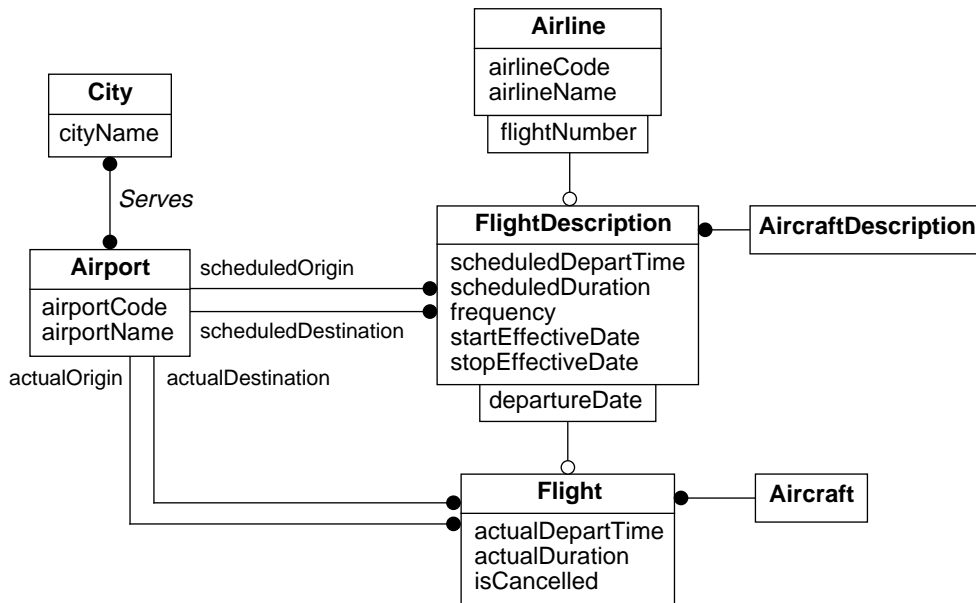 Airline
airlineCode
airlineName
flightNumber
City
cityName
Serves
FlightDescription
scheduledDepartTime
scheduledDuration
frequency
startEffectiveDate
stopEffectiveDate
departureDate
AircraftDescription
Airport
airportCode
airportName
scheduledOrigin
scheduledDestination
actualOrigin
actualDestination
Flight
actualDepartTime
actualDuration
isCancelled
Aircraft